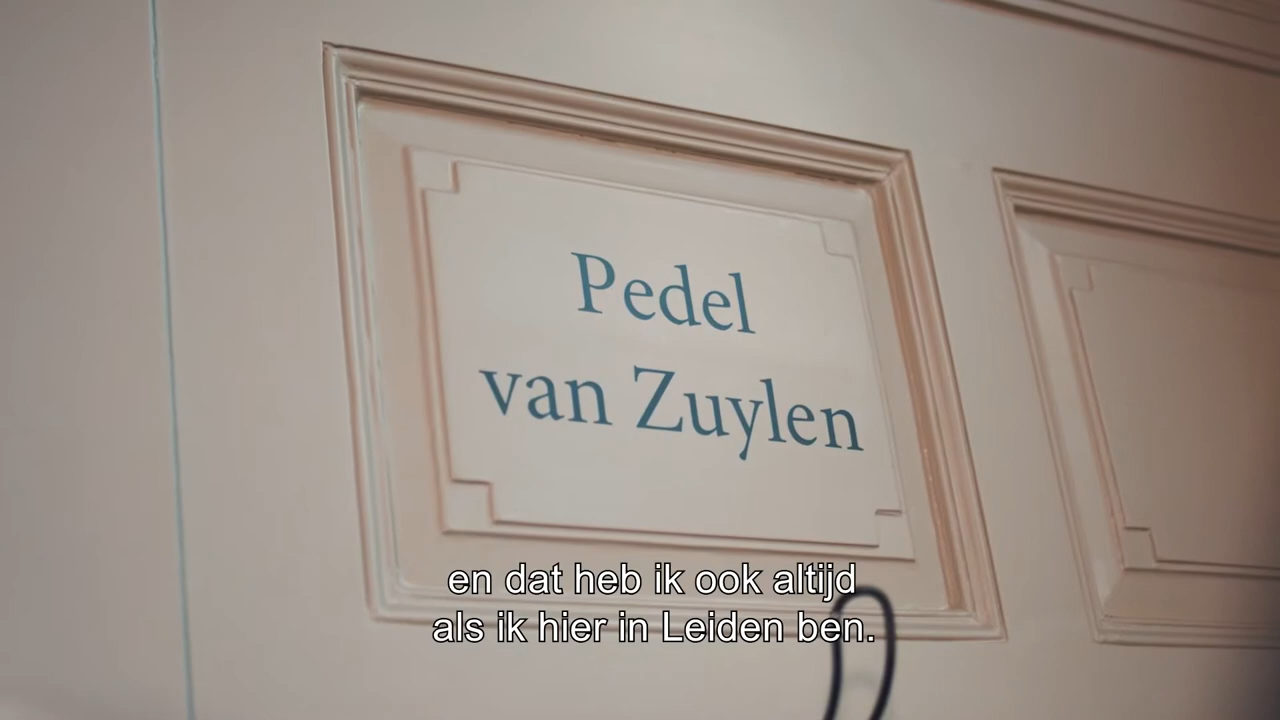 Pedel
van Zuylen
en dat heb ik ook altijd
als ik hier in Leiden ben.